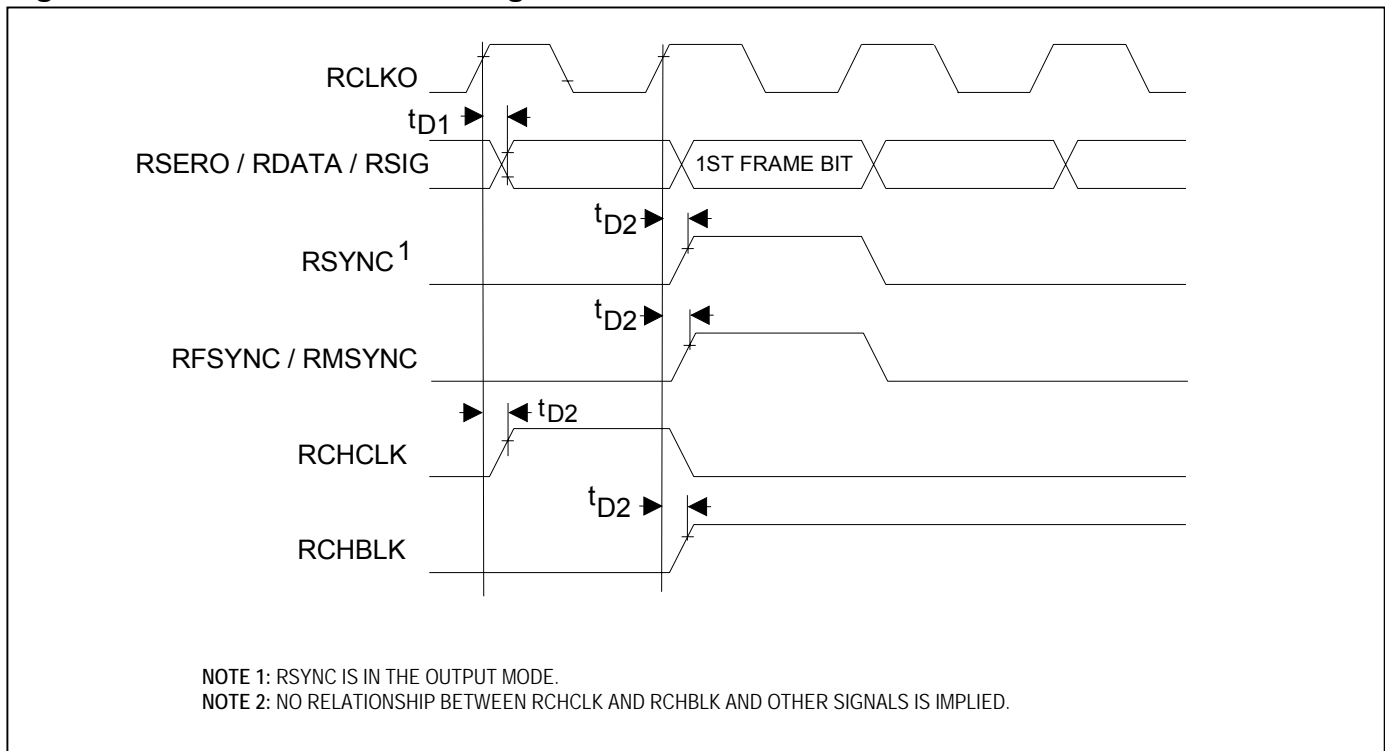 RCLKO
tD1
RSERO / RDATA / RSIG
1ST FRAME BIT
tD2
RSYNC1
tD2
RFSYNC / RMSYNC
tD2
RCHCLK
tD2
RCHBLK
NOTE 1: RSYNC IS IN THE OUTPUT MODE.
NOTE 2: NO RELATIONSHIP BETWEEN RCHCLK AND RCHBLK AND OTHER SIGNALS IS IMPLIED.